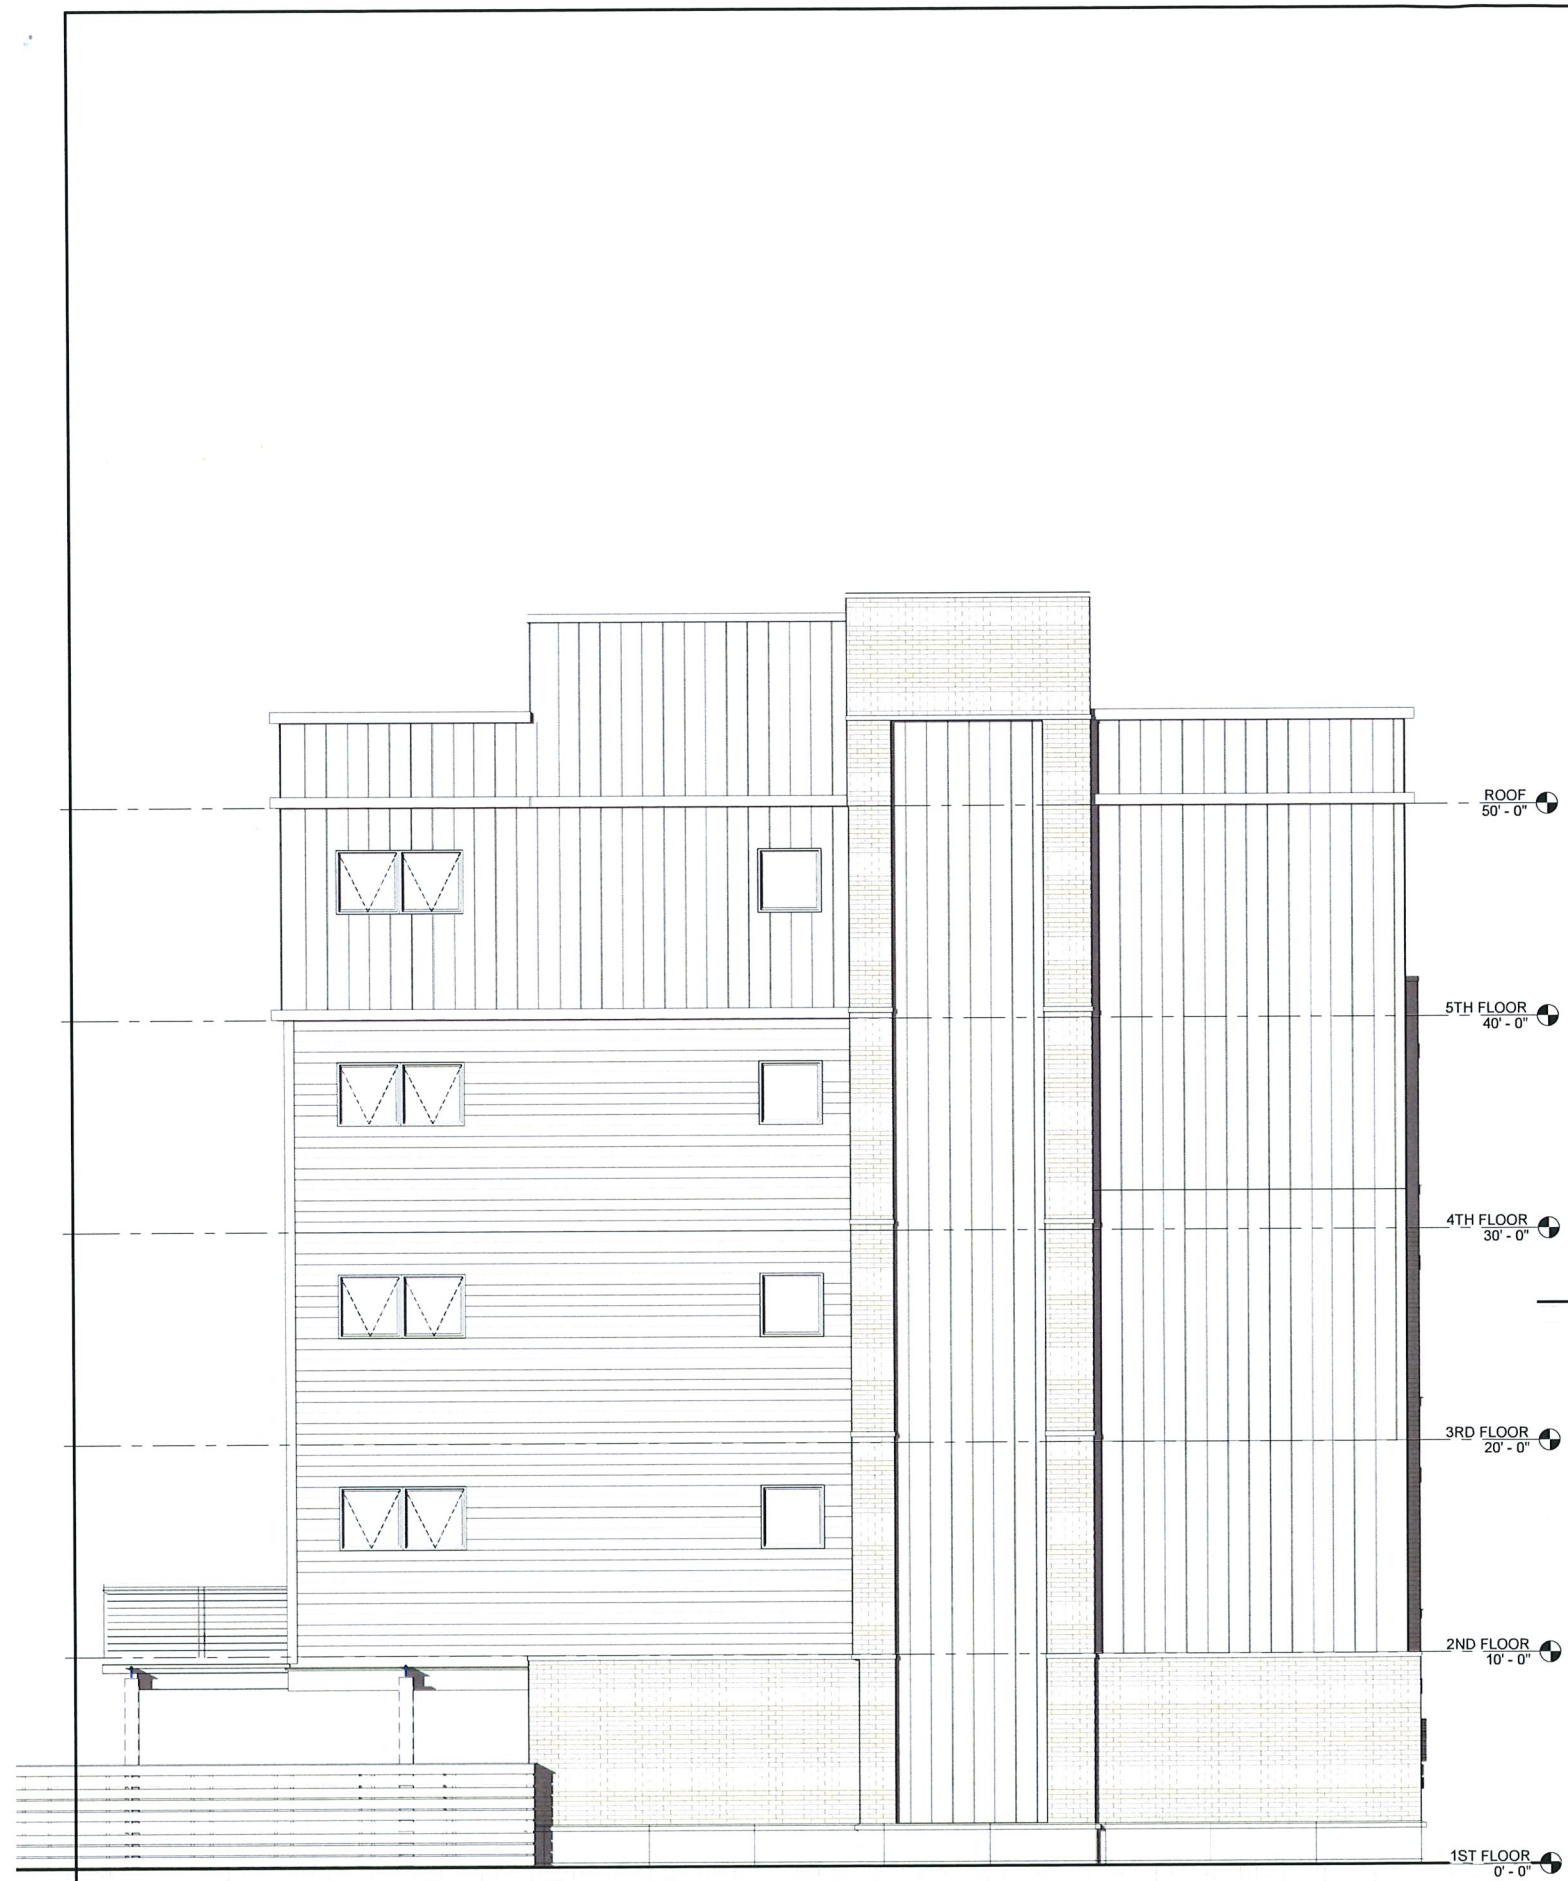 ROOF
50' - 0"
5TH FLOOR
40' - 0"
4TH FLOOR
30' - 0"
3RD FLOOR
20' - 0"
2ND FLOOR
10' - 0"
1ST FLOOR
0' - 0"